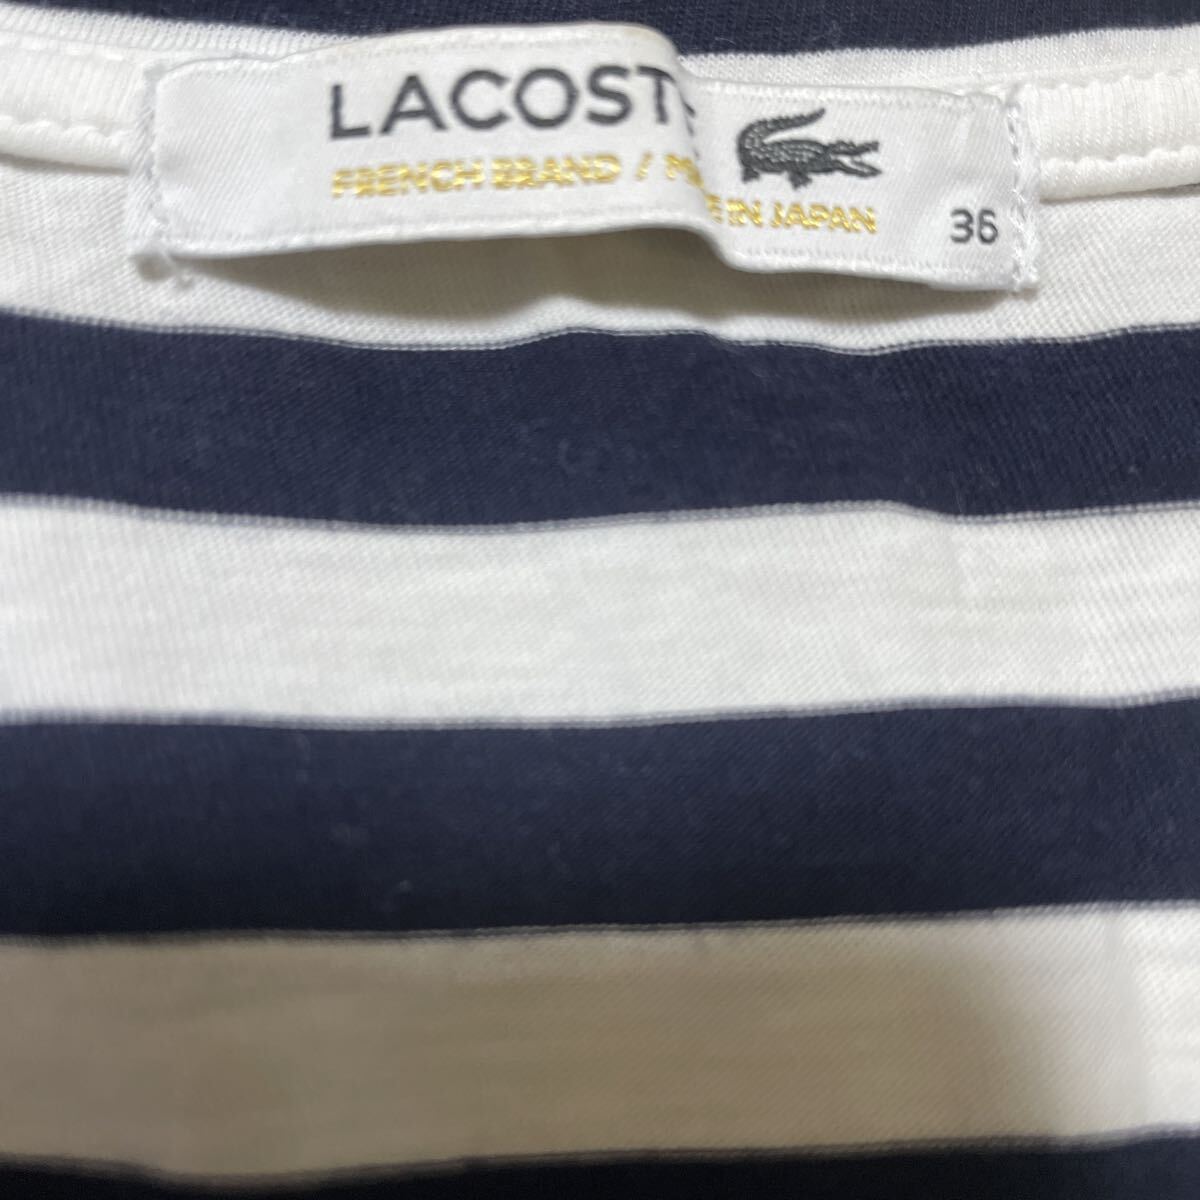 LACOST
FRENCH BRAND / M E IN JAPAN
36